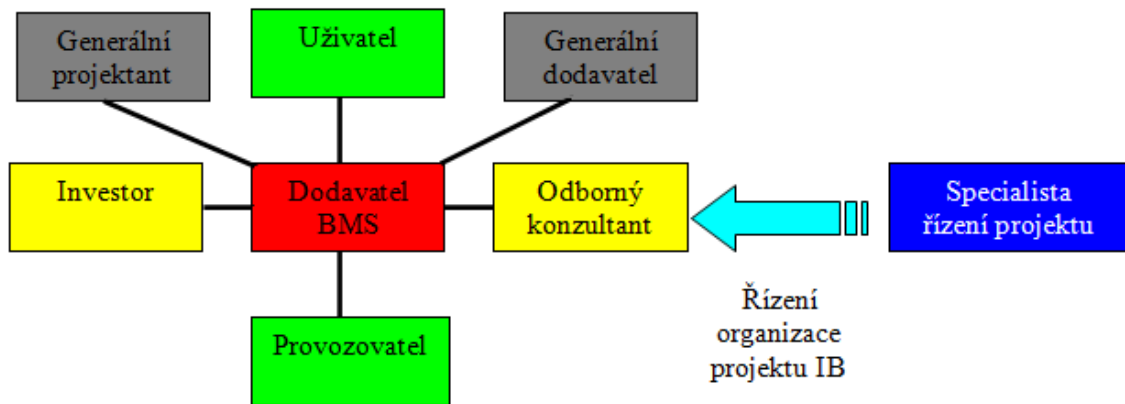 Generální
projektant
Uživatel
Generální
dodavatel
Investor
Dodavatel
BMS
Odborný
konzultant
Specialista
řízení projektu
Řízení
organizace
projektu IB
Provozovatel